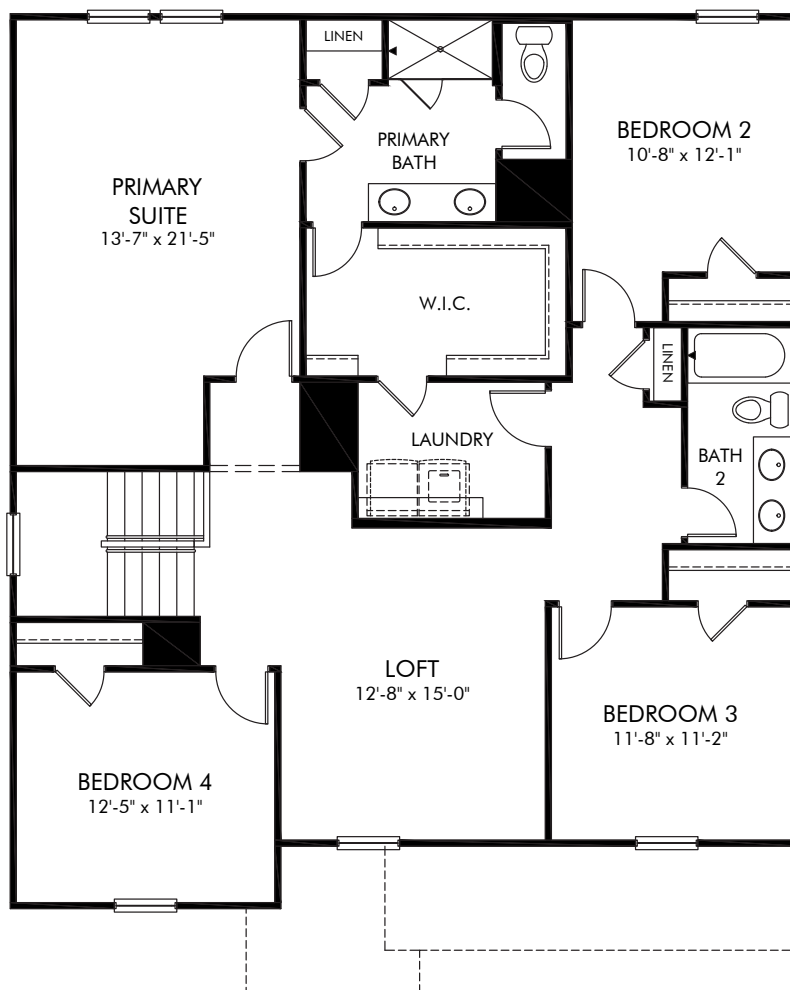 LINEN
PRIMARY
BATH
BEDROOM 2
10'-8" x 12'-1"
PRIMARY
SUITE
13'-7" x 21'-5"
W.I.C.
LINEN
LAUNDRY
BATH
2
LOFT
12'-8" x 15'-0"
BEDROOM 3
11'-8" x 11'-2"
BEDROOM 4
12'-5" x 11'-1"